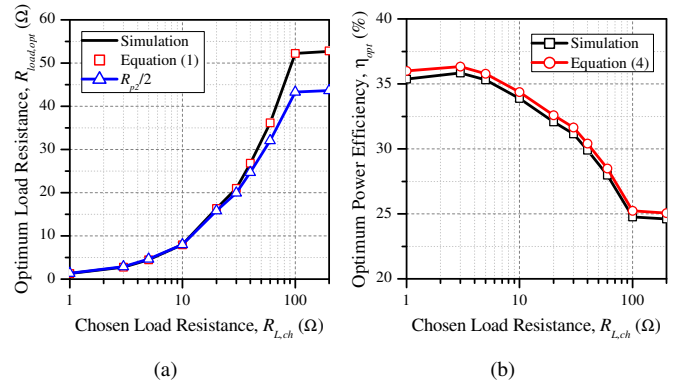 Optimum Load Resistance, R_load,opt (Ω)
60
50
40
30
20
10
0
Simulation
Equation (1)
R_p2/2
1
10
100
Chosen Load Resistance, R_L,ch (Ω)
(a)
Optimum Power Efficiency, η_opt (%)
40
35
30
25
20
Simulation
Equation (4)
1
10
100
Chosen Load Resistance, R_L,ch (Ω)
(b)